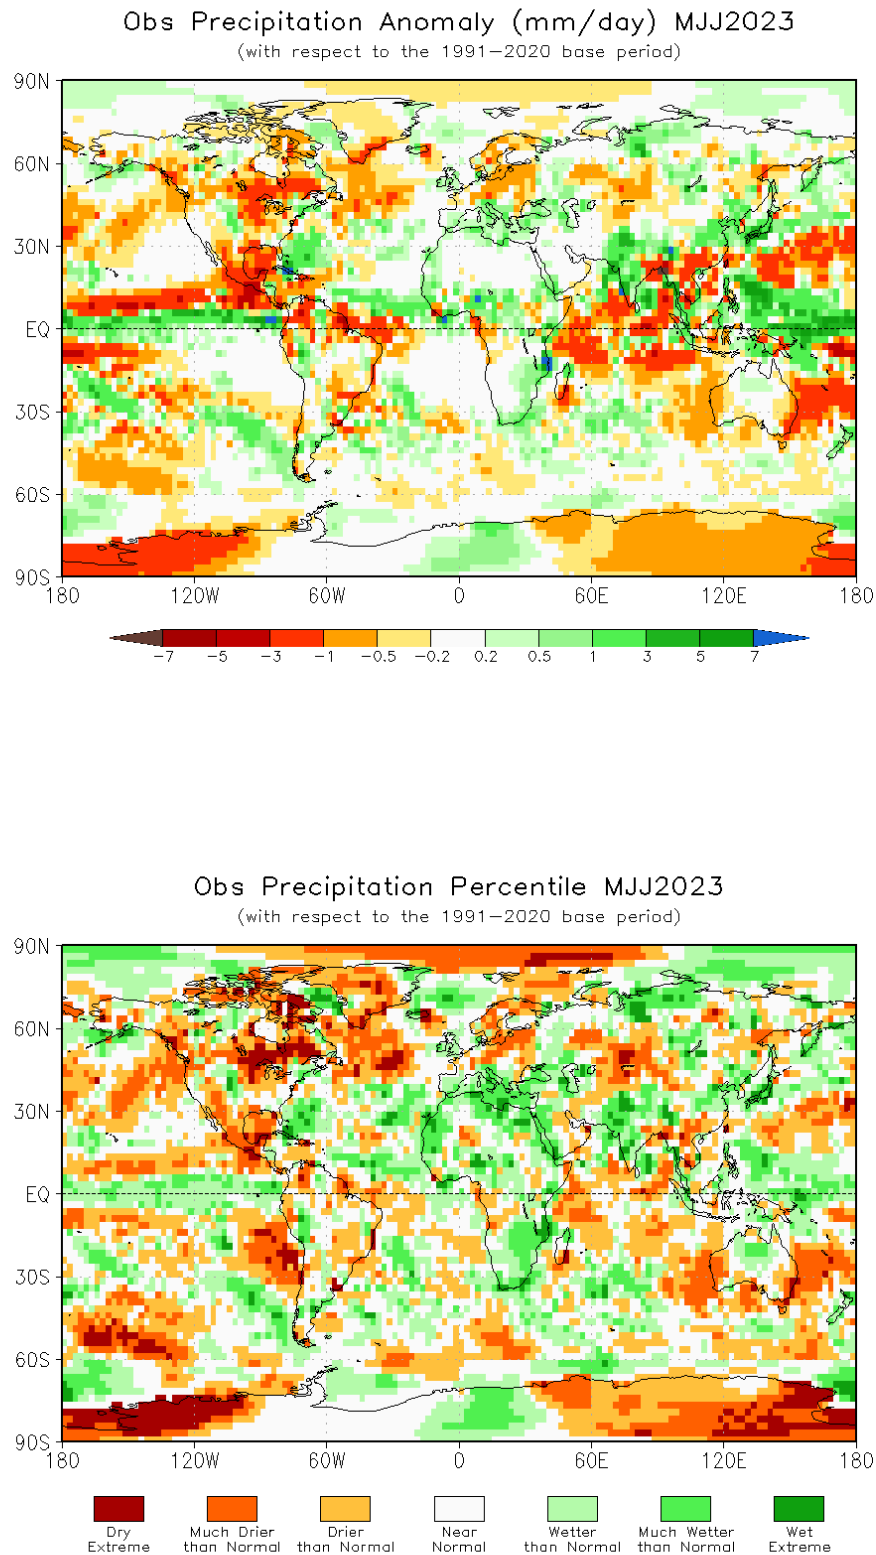 Obs Precipitation Anomaly (mm/day) MJJ2023
(with respect to the 1991–2020 base period)
90N
60N
30N
EQ
30S
60S
90S
180 120W 60W 0 60E 120E 180
−7 −5 −3 −1 −0.5 −0.2 0.2 0.5 1 3 5 7
Obs Precipitation Percentile MJJ2023
(with respect to the 1991–2020 base period)
90N
60N
30N
EQ
30S
60S
90S
180 120W 60W 0 60E 120E 180
Dry Much Drier Drier Near Wetter Much Wetter Wet
Extreme than Normal than Normal Normal than Normal than Normal Extreme